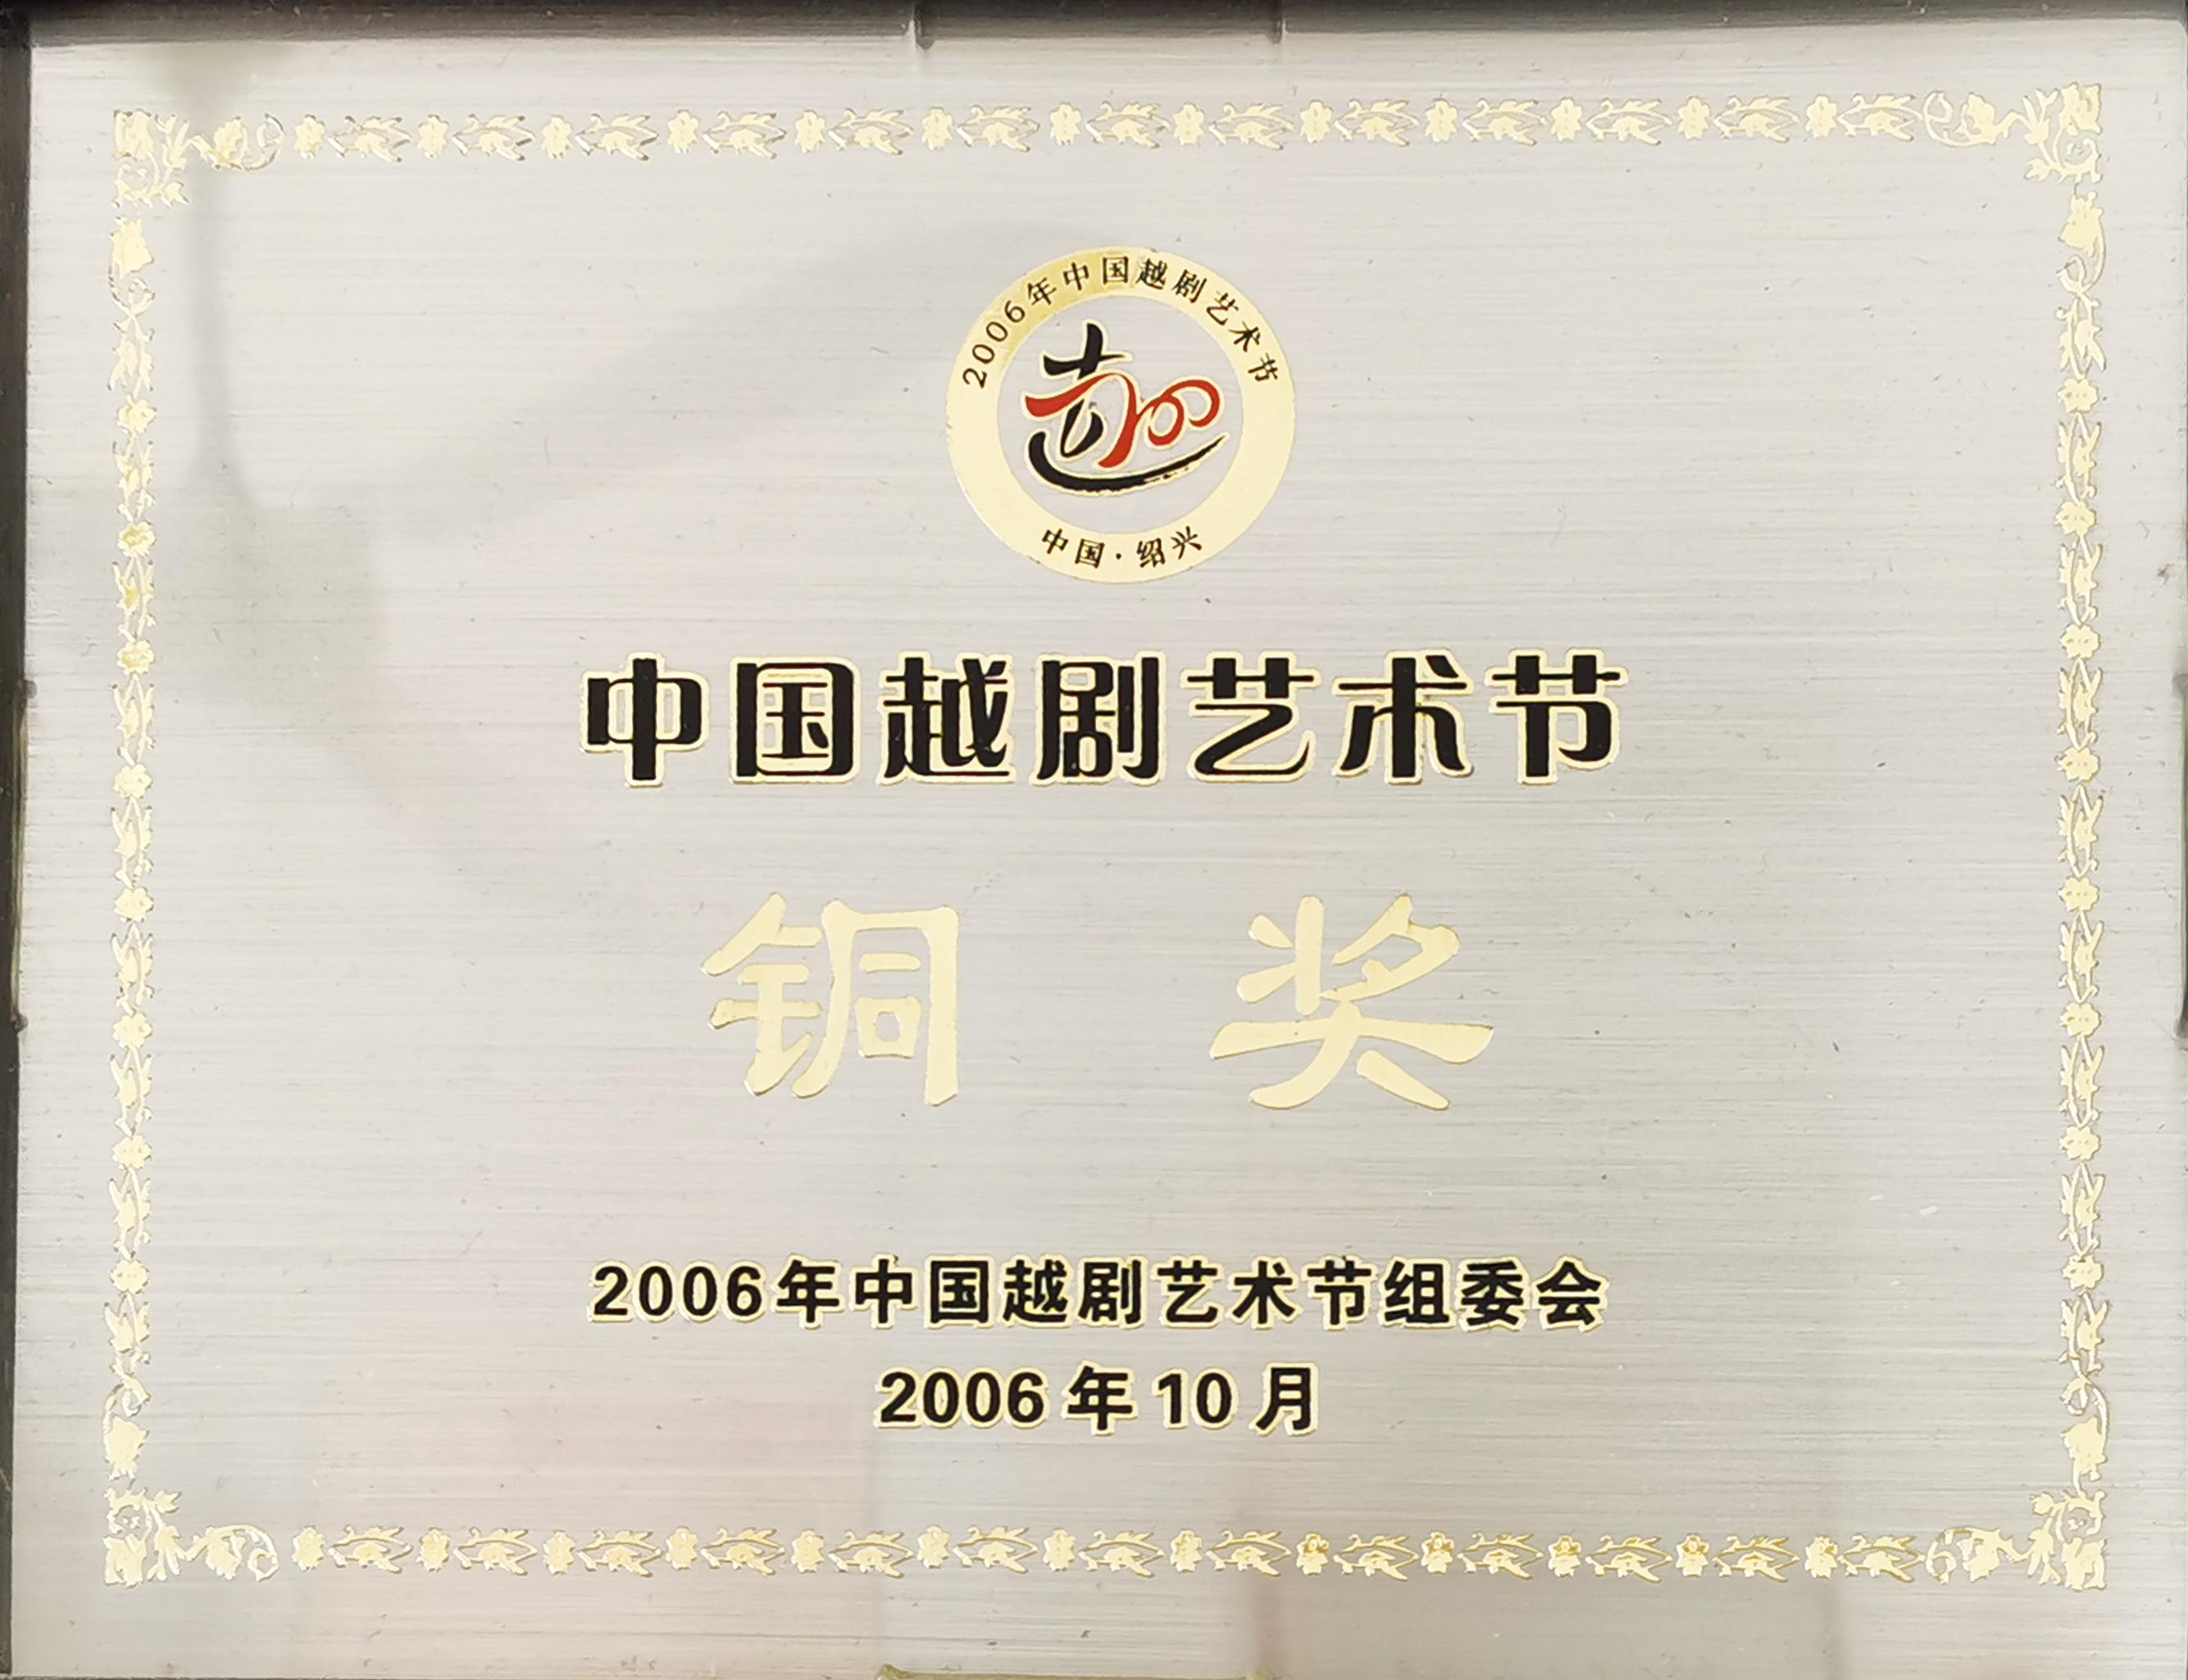 2006年中国越剧艺术节
越
中国·绍兴
中国越剧艺术节
铜 奖
2006年中国越剧艺术节组委会
2006年10月